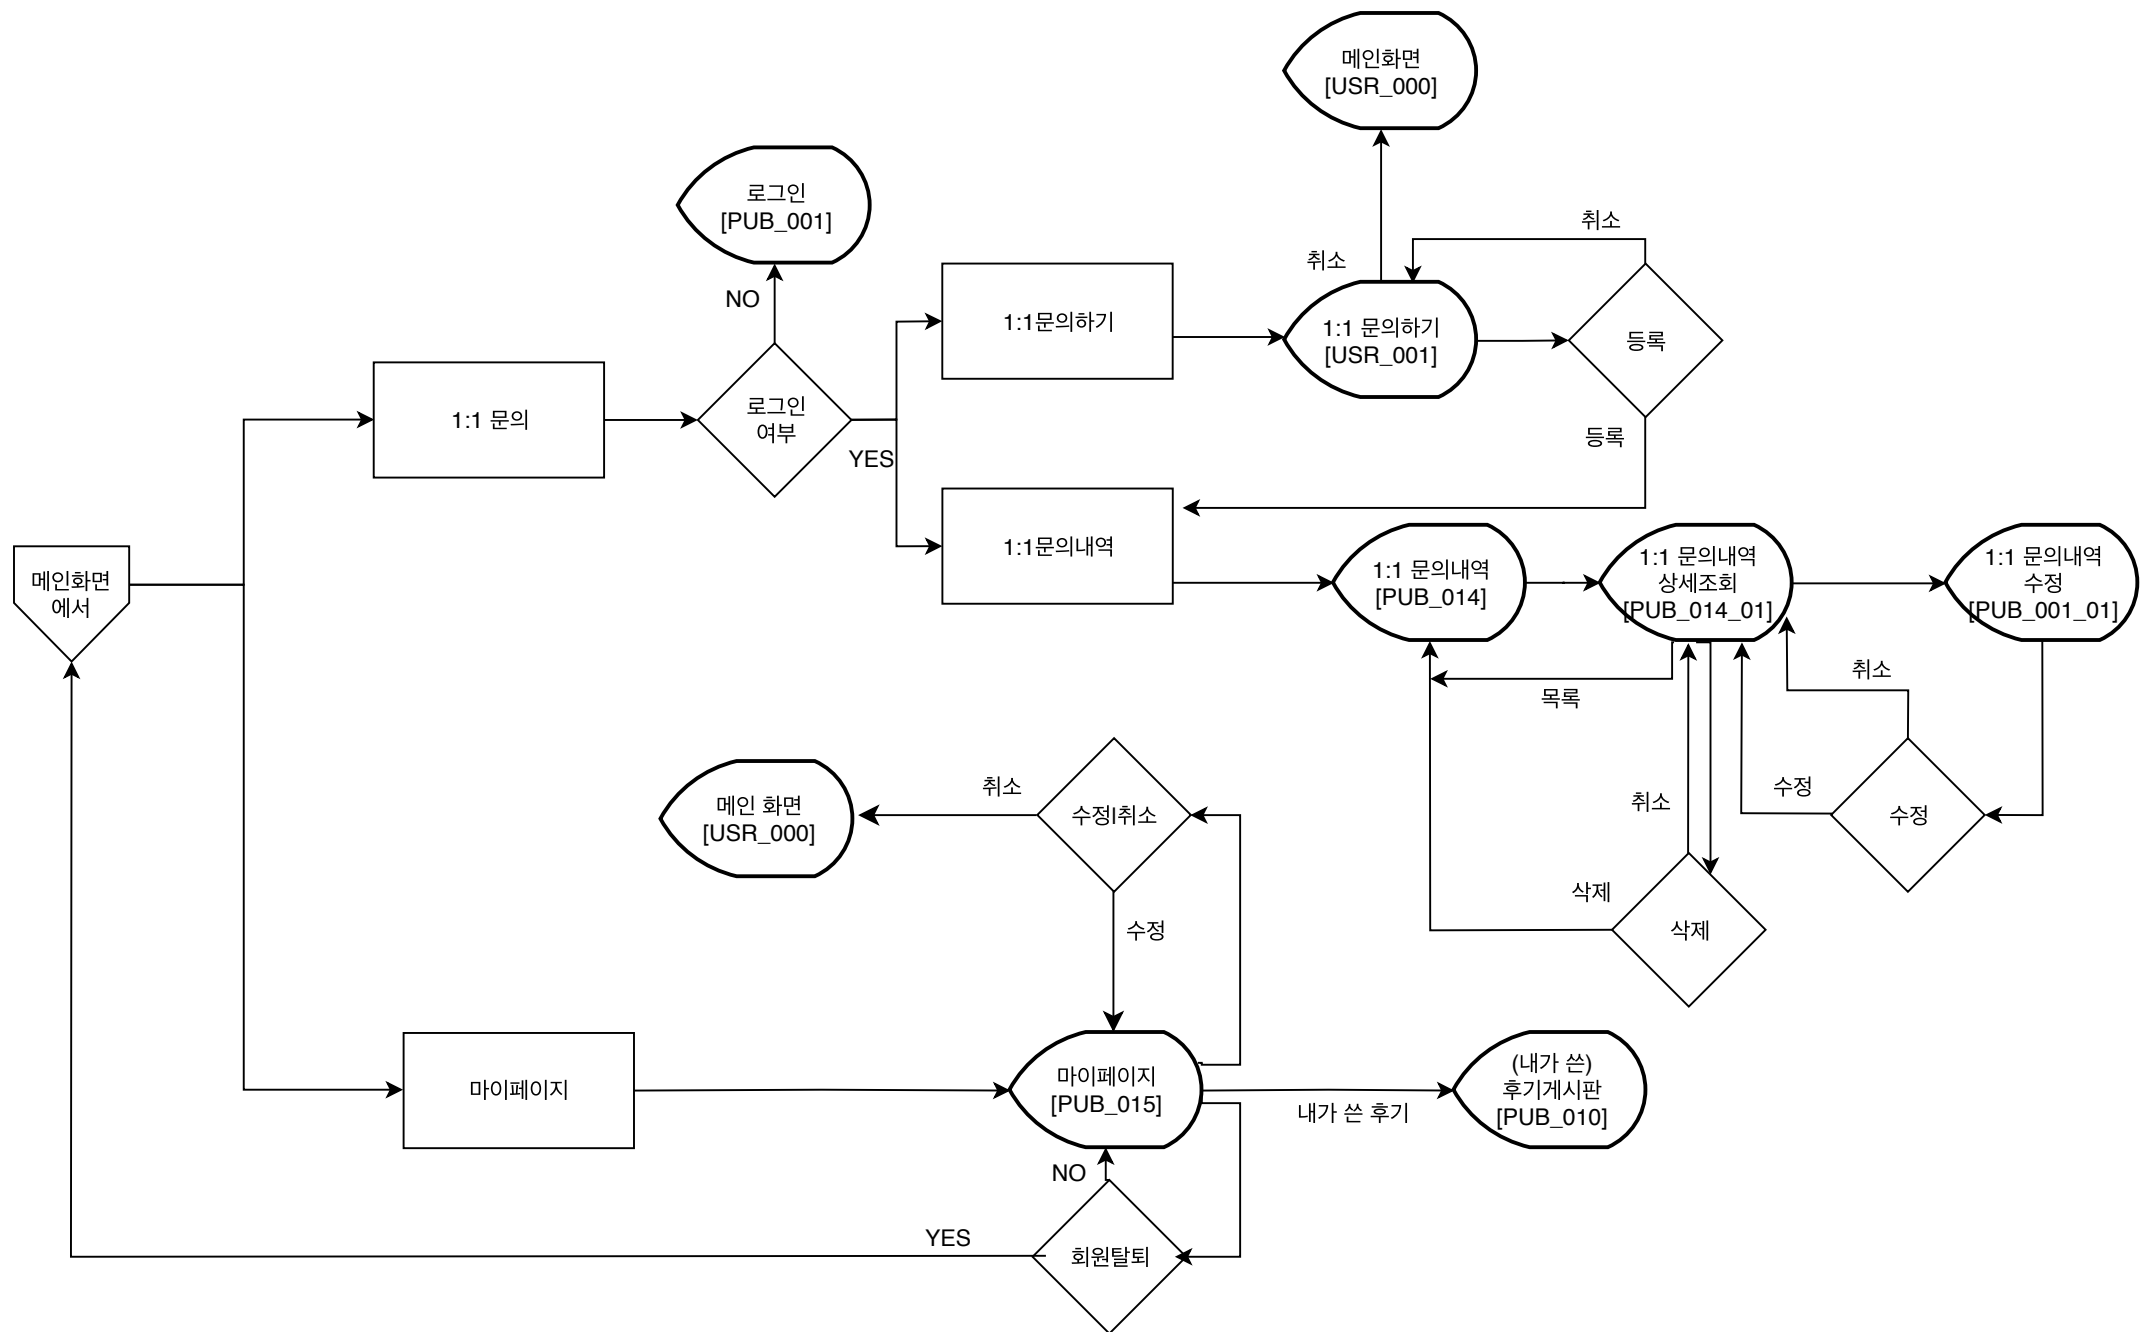 메인화면
[USR_000]
로그인
[PUB_001]
NO
취소
취소
1:1문의하기
1:1 문의하기
[USR_001]
등록
1:1 문의
로그인
여부
YES
등록
1:1문의내역
1:1 문의내역
[PUB_014]
1:1 문의내역
상세조회
[PUB_014_01]
1:1 문의내역
수정
[PUB_001_01]
메인화면
에서
목록
취소
메인 화면
[USR_000]
취소
수정|취소
취소
수정
수정
삭제
수정
삭제
마이페이지
마이페이지
[PUB_015]
내가 쓴 후기
(내가 쓴)
후기게시판
[PUB_010]
NO
YES
회원탈퇴